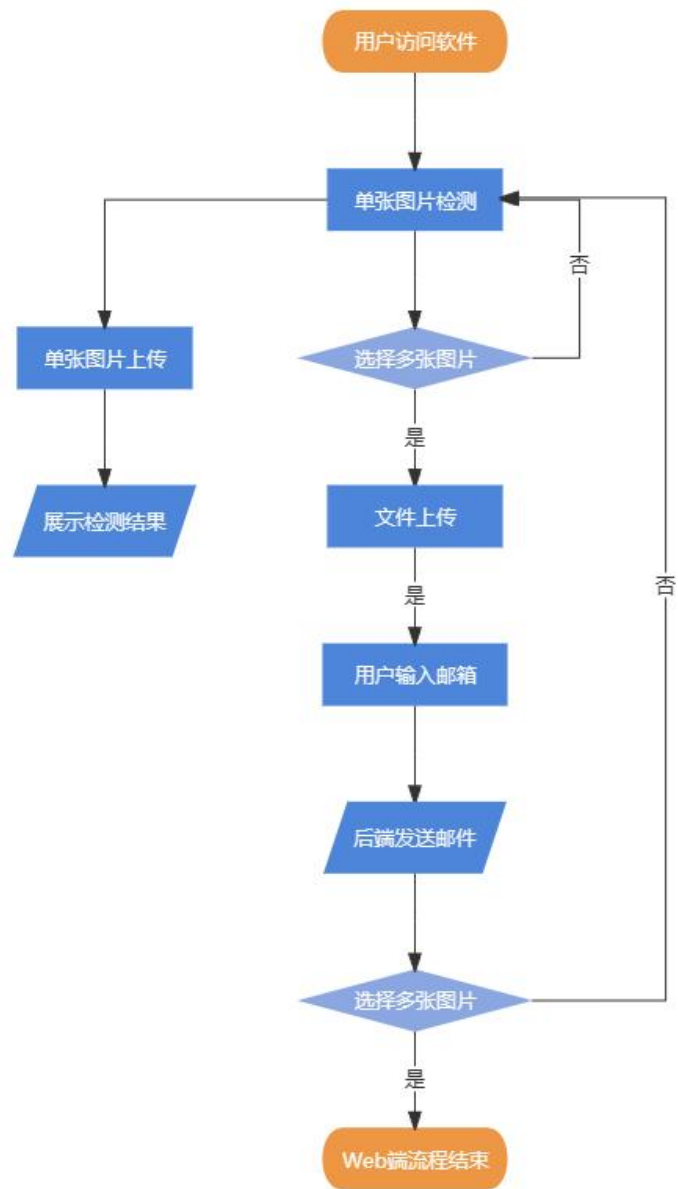 用户访问软件
单张图片检测
否
单张图片上传
选择多张图片
是
展示检测结果
文件上传
否
是
用户输入邮箱
后端发送邮件
选择多张图片
是
Web端流程结束